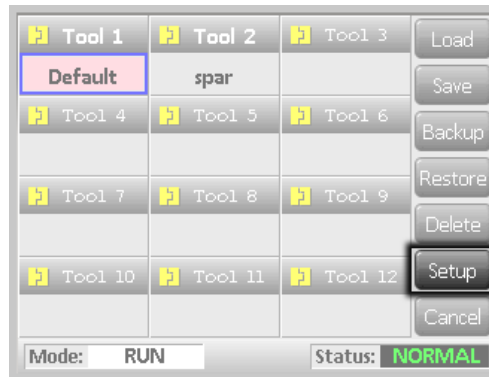 Tool 1 Tool 2 Tool 3 Load
Default spar
Save
Tool 4 Tool 5 Tool 6
Backup
Restore
Tool 7 Tool 8 Tool 9
Delete
Tool 10 Tool 11 Tool 12 Setup
Cancel
Mode: RUN Status: NORMAL